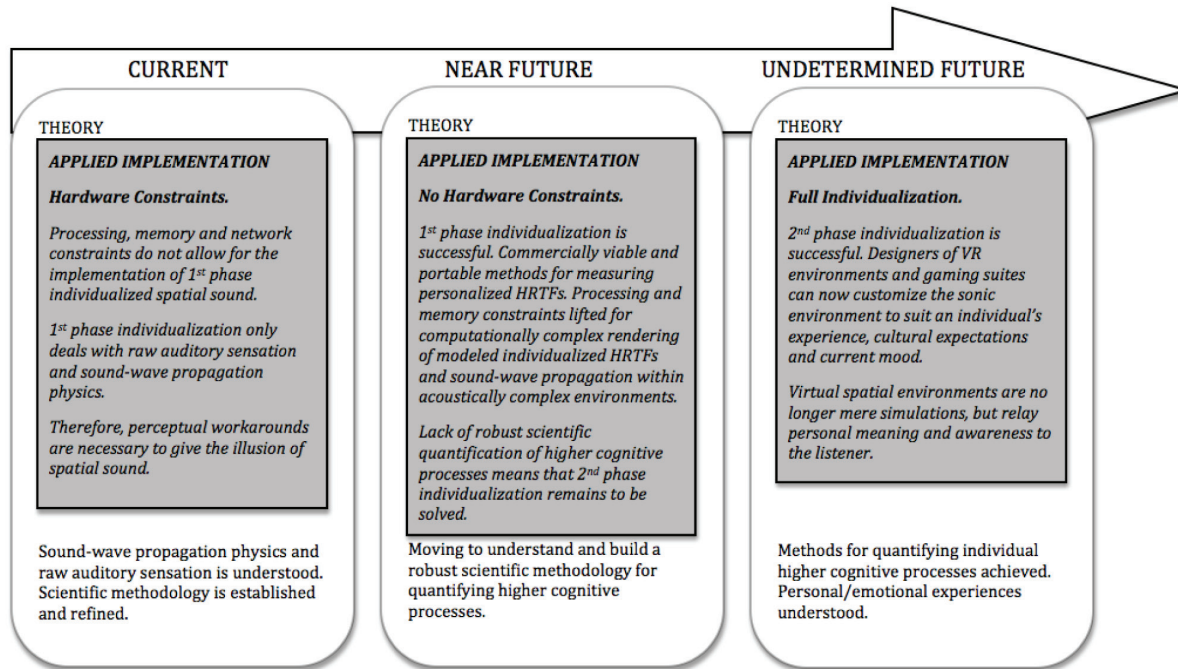 CURRENT
NEAR FUTURE
UNDETERMINED FUTURE
THEORY
APPLIED IMPLEMENTATION
Hardware Constraints.
Processing, memory and network
constraints do not allow for the
implementation of 1st phase
individualized spatial sound.
1st phase individualization only
deals with raw auditory sensation
and sound-wave propagation
physics.
Therefore, perceptual workarounds
are necessary to give the illusion of
spatial sound.
Sound-wave propagation physics and
raw auditory sensation is understood.
Scientific methodology is established
and refined.
THEORY
APPLIED IMPLEMENTATION
No Hardware Constraints.
1st phase individualization is
successful. Commercially viable and
portable methods for measuring
personalized HRTFs. Processing and
memory constraints lifted for
computationally complex rendering
of modeled individualized HRTFs
and sound-wave propagation within
acoustically complex environments.
Lack of robust scientific
quantification of higher cognitive
processes means that 2nd phase
individualization remains to be
solved.
Moving to understand and build a
robust scientific methodology for
quantifying higher cognitive
processes.
THEORY
APPLIED IMPLEMENTATION
Full Individualization.
2nd phase individualization is
successful. Designers of VR
environments and gaming suites
can now customize the sonic
environment to suit an individual's
experience, cultural expectations
and current mood.
Virtual spatial environments are no
longer mere simulations, but relay
personal meaning and awareness to
the listener.
Methods for quantifying individual
higher cognitive processes achieved.
Personal/emotional experiences
understood.